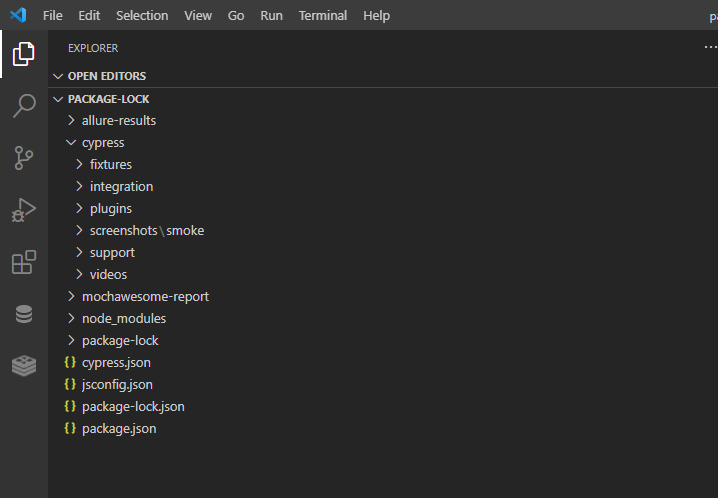 File Edit Selection View Go Run Terminal Help
EXPLORER
OPEN EDITORS
PACKAGE-LOCK
allure-results
cypress
fixtures
integration
plugins
screenshots\smoke
support
videos
mochawesome-report
node_modules
package-lock
{} cypress.json
{} jsconfig.json
{} package-lock.json
{} package.json